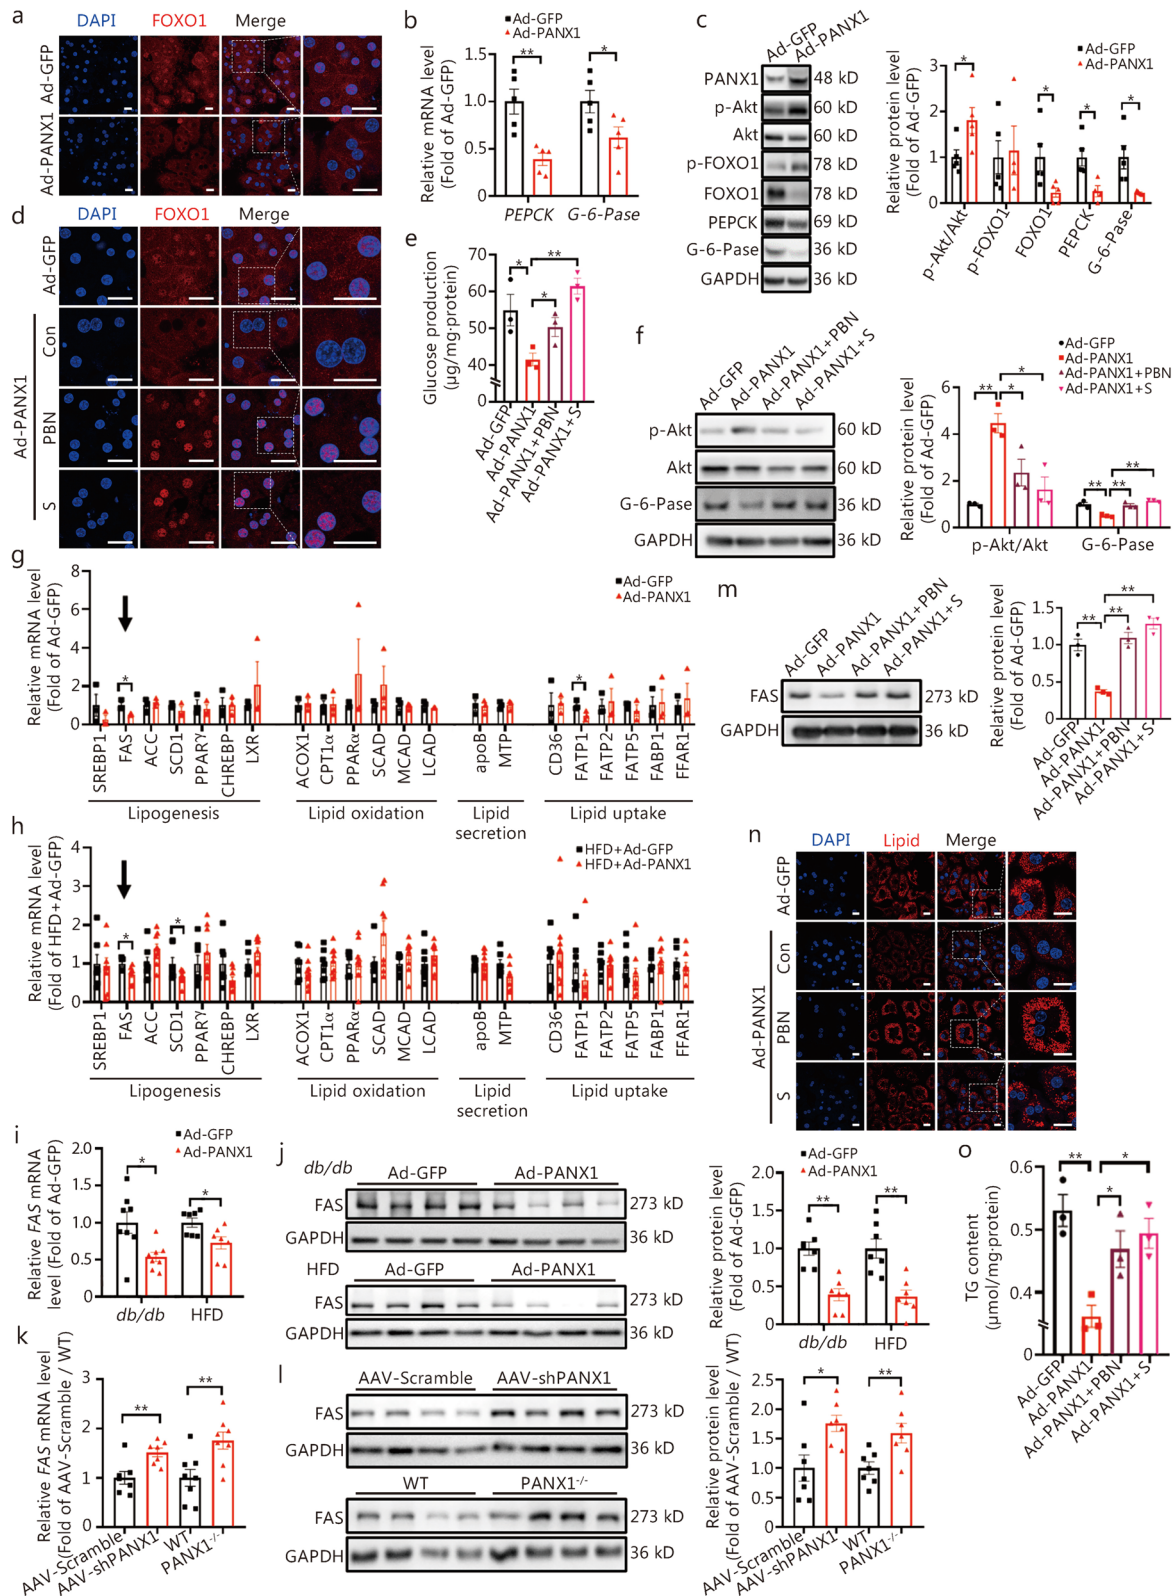 a
DAPI FOXO1 Merge
Ad-GFP
Ad-PANX1
b
Ad-GFP
Ad-PANX1
Relative mRNA level
(Fold of Ad-GFP)
1.5
1.0
0.5
0
** *
PEPCK G-6-Pase
c
Ad-GFP
Ad-PANX1
PANX1 48 kD
p-Akt 60 kD
Akt 60 kD
p-FOXO1 78 kD
FOXO1 78 kD
PEPCK 69 kD
G-6-Pase 36 kD
GAPDH 36 kD
Ad-GFP
Ad-PANX1
Relative protein level
(Fold of Ad-GFP)
3
2
1
0
* * * *
p-Akt/Akt
p-FOXO1
FOXO1
PEPCK
G-6-Pase
d
DAPI FOXO1 Merge
Ad-GFP
Ad-PANX1
Con
PBN
S
e
Glucose production
(μg/mg·protein)
70
60
50
40
0
* ** *
Ad-GFP
Ad-PANX1
Ad-PANX1+PBN
Ad-PANX1+S
f
Ad-GFP
Ad-PANX1
Ad-PANX1+PBN
Ad-PANX1+S
p-Akt 60 kD
Akt 60 kD
G-6-Pase 36 kD
GAPDH 36 kD
Ad-GFP
Ad-PANX1
Ad-PANX1+PBN
Ad-PANX1+S
Relative protein level
(Fold of Ad-GFP)
6
4
2
0
** * *
** ** **
p-Akt/Akt G-6-Pase
g
Ad-GFP
Ad-PANX1
Relative mRNA level
(Fold of Ad-GFP)
8
6
4
2
0
* *
SREBP1
FAS
ACC
SCD1
PPARγ
CHREBP
LXR
ACOX1
CPT1α
PPARα
SCAD
MCAD
LCAD
apoB
MTP
CD36
FATP1
FATP2
FATP5
FABP1
FFAR1
Lipogenesis Lipid oxidation Lipid Lipid uptake
secretion
h
HFD+Ad-GFP
HFD+Ad-PANX1
Relative mRNA level
(Fold of HFD+Ad-GFP)
4
3
2
1
0
* *
SREBP1
FAS
ACC
SCD1
PPARγ
CHREBP
LXR
ACOX1
CPT1α
PPARα
SCAD
MCAD
LCAD
apoB
MTP
CD36
FATP1
FATP2
FATP5
FABP1
FFAR1
Lipogenesis Lipid oxidation Lipid Lipid uptake
secretion
m
Ad-GFP
Ad-PANX1
Ad-PANX1+PBN
Ad-PANX1+S
FAS 273 kD
GAPDH 36 kD
Relative protein level
(Fold of Ad-GFP)
1.5
1.0
0.5
0
** ** **
Ad-GFP
Ad-PANX1
Ad-PANX1+PBN
Ad-PANX1+S
n
DAPI Lipid Merge
Ad-GFP
Ad-PANX1
Con
PBN
S
i
Ad-GFP
Ad-PANX1
Relative FAS mRNA
level (Fold of Ad-GFP)
2.0
1.5
1.0
0.5
0
* *
db/db HFD
j
db/db Ad-GFP Ad-PANX1
FAS 273 kD
GAPDH 36 kD
HFD Ad-GFP Ad-PANX1
FAS 273 kD
GAPDH 36 kD
Ad-GFP
Ad-PANX1
Relative protein level
(Fold of Ad-GFP)
2.0
1.5
1.0
0.5
0
** **
db/db HFD
k
Relative FAS mRNA level
(Fold of AAV-Scramble / WT)
3
2
1
0
** **
AAV-Scramble
AAV-shPANX1
WT
PANX1-/-
l
AAV-Scramble AAV-shPANX1
FAS 273 kD
GAPDH 36 kD
WT PANX1-/-
FAS 273 kD
GAPDH 36 kD
Relative protein level
(Fold of AAV-Scramble / WT)
2.5
2.0
1.5
1.0
0.5
0
* **
AAV-Scramble
AAV-shPANX1
WT
PANX1-/-
o
TG content
(μmol/mg·protein)
0.6
0.5
0.4
0
** * *
Ad-GFP
Ad-PANX1
Ad-PANX1+PBN
Ad-PANX1+S